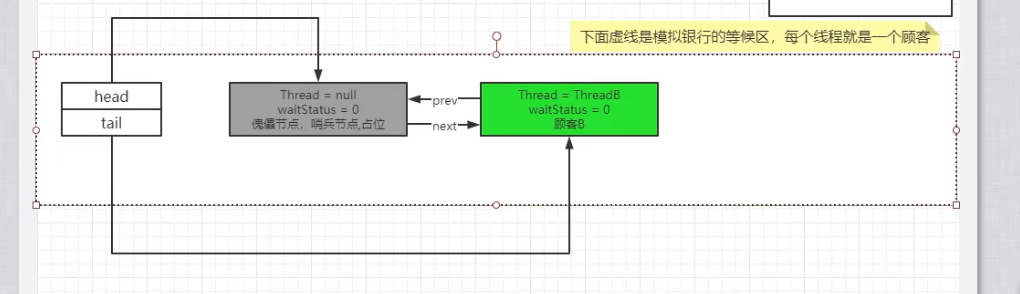 下面虚线是模拟银行的等候区，每个线程就是一个顾客
head
tail
Thread = null
waitStatus = 0
傀儡节点，哨兵节点,占位
prev
next
Thread = ThreadB
waitStatus = 0
顾客B